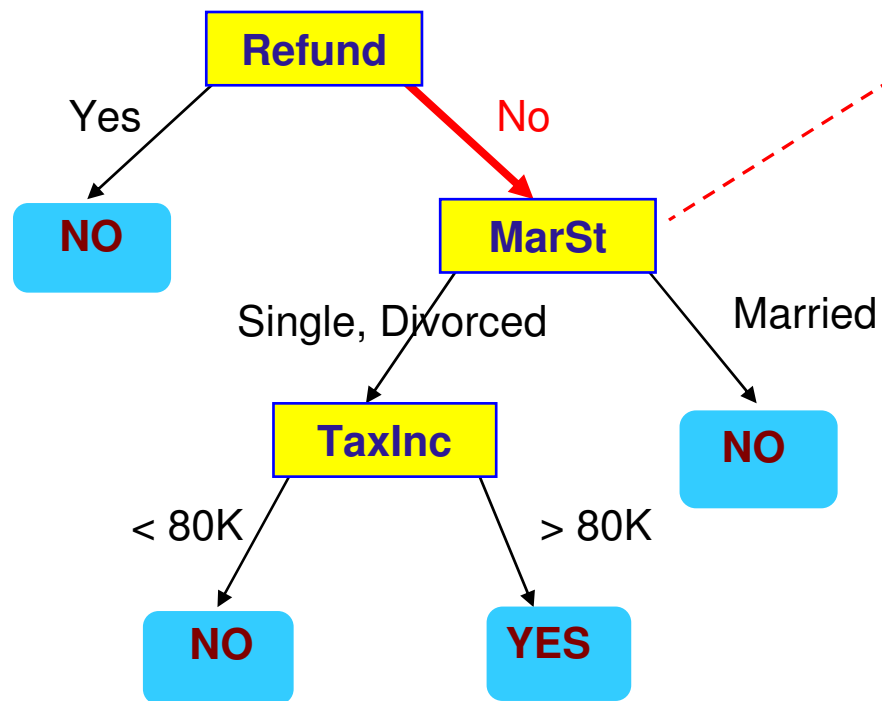 Refund
Yes
No
NO
MarSt
Single, Divorced
Married
TaxInc
NO
< 80K
> 80K
NO
YES